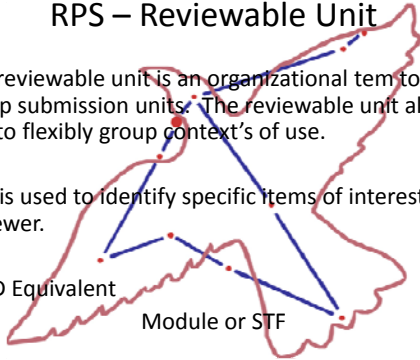 RPS – Reviewable Unit
reviewable unit is an organizational tem to
p submission units. The reviewable unit al
to flexibly group context's of use.
is used to identify specific items of interest
ewer.
D Equivalent
Module or STF